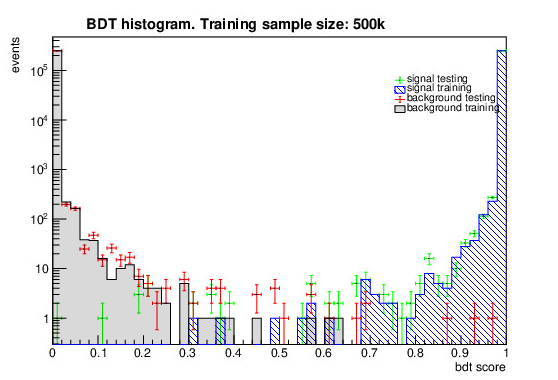 BDT histogram. Training sample size: 500k
events
10^5
10^4
10^3
10^2
10
1
signal testing
signal training
background testing
background training
0 0.1 0.2 0.3 0.4 0.5 0.6 0.7 0.8 0.9 1
bdt score